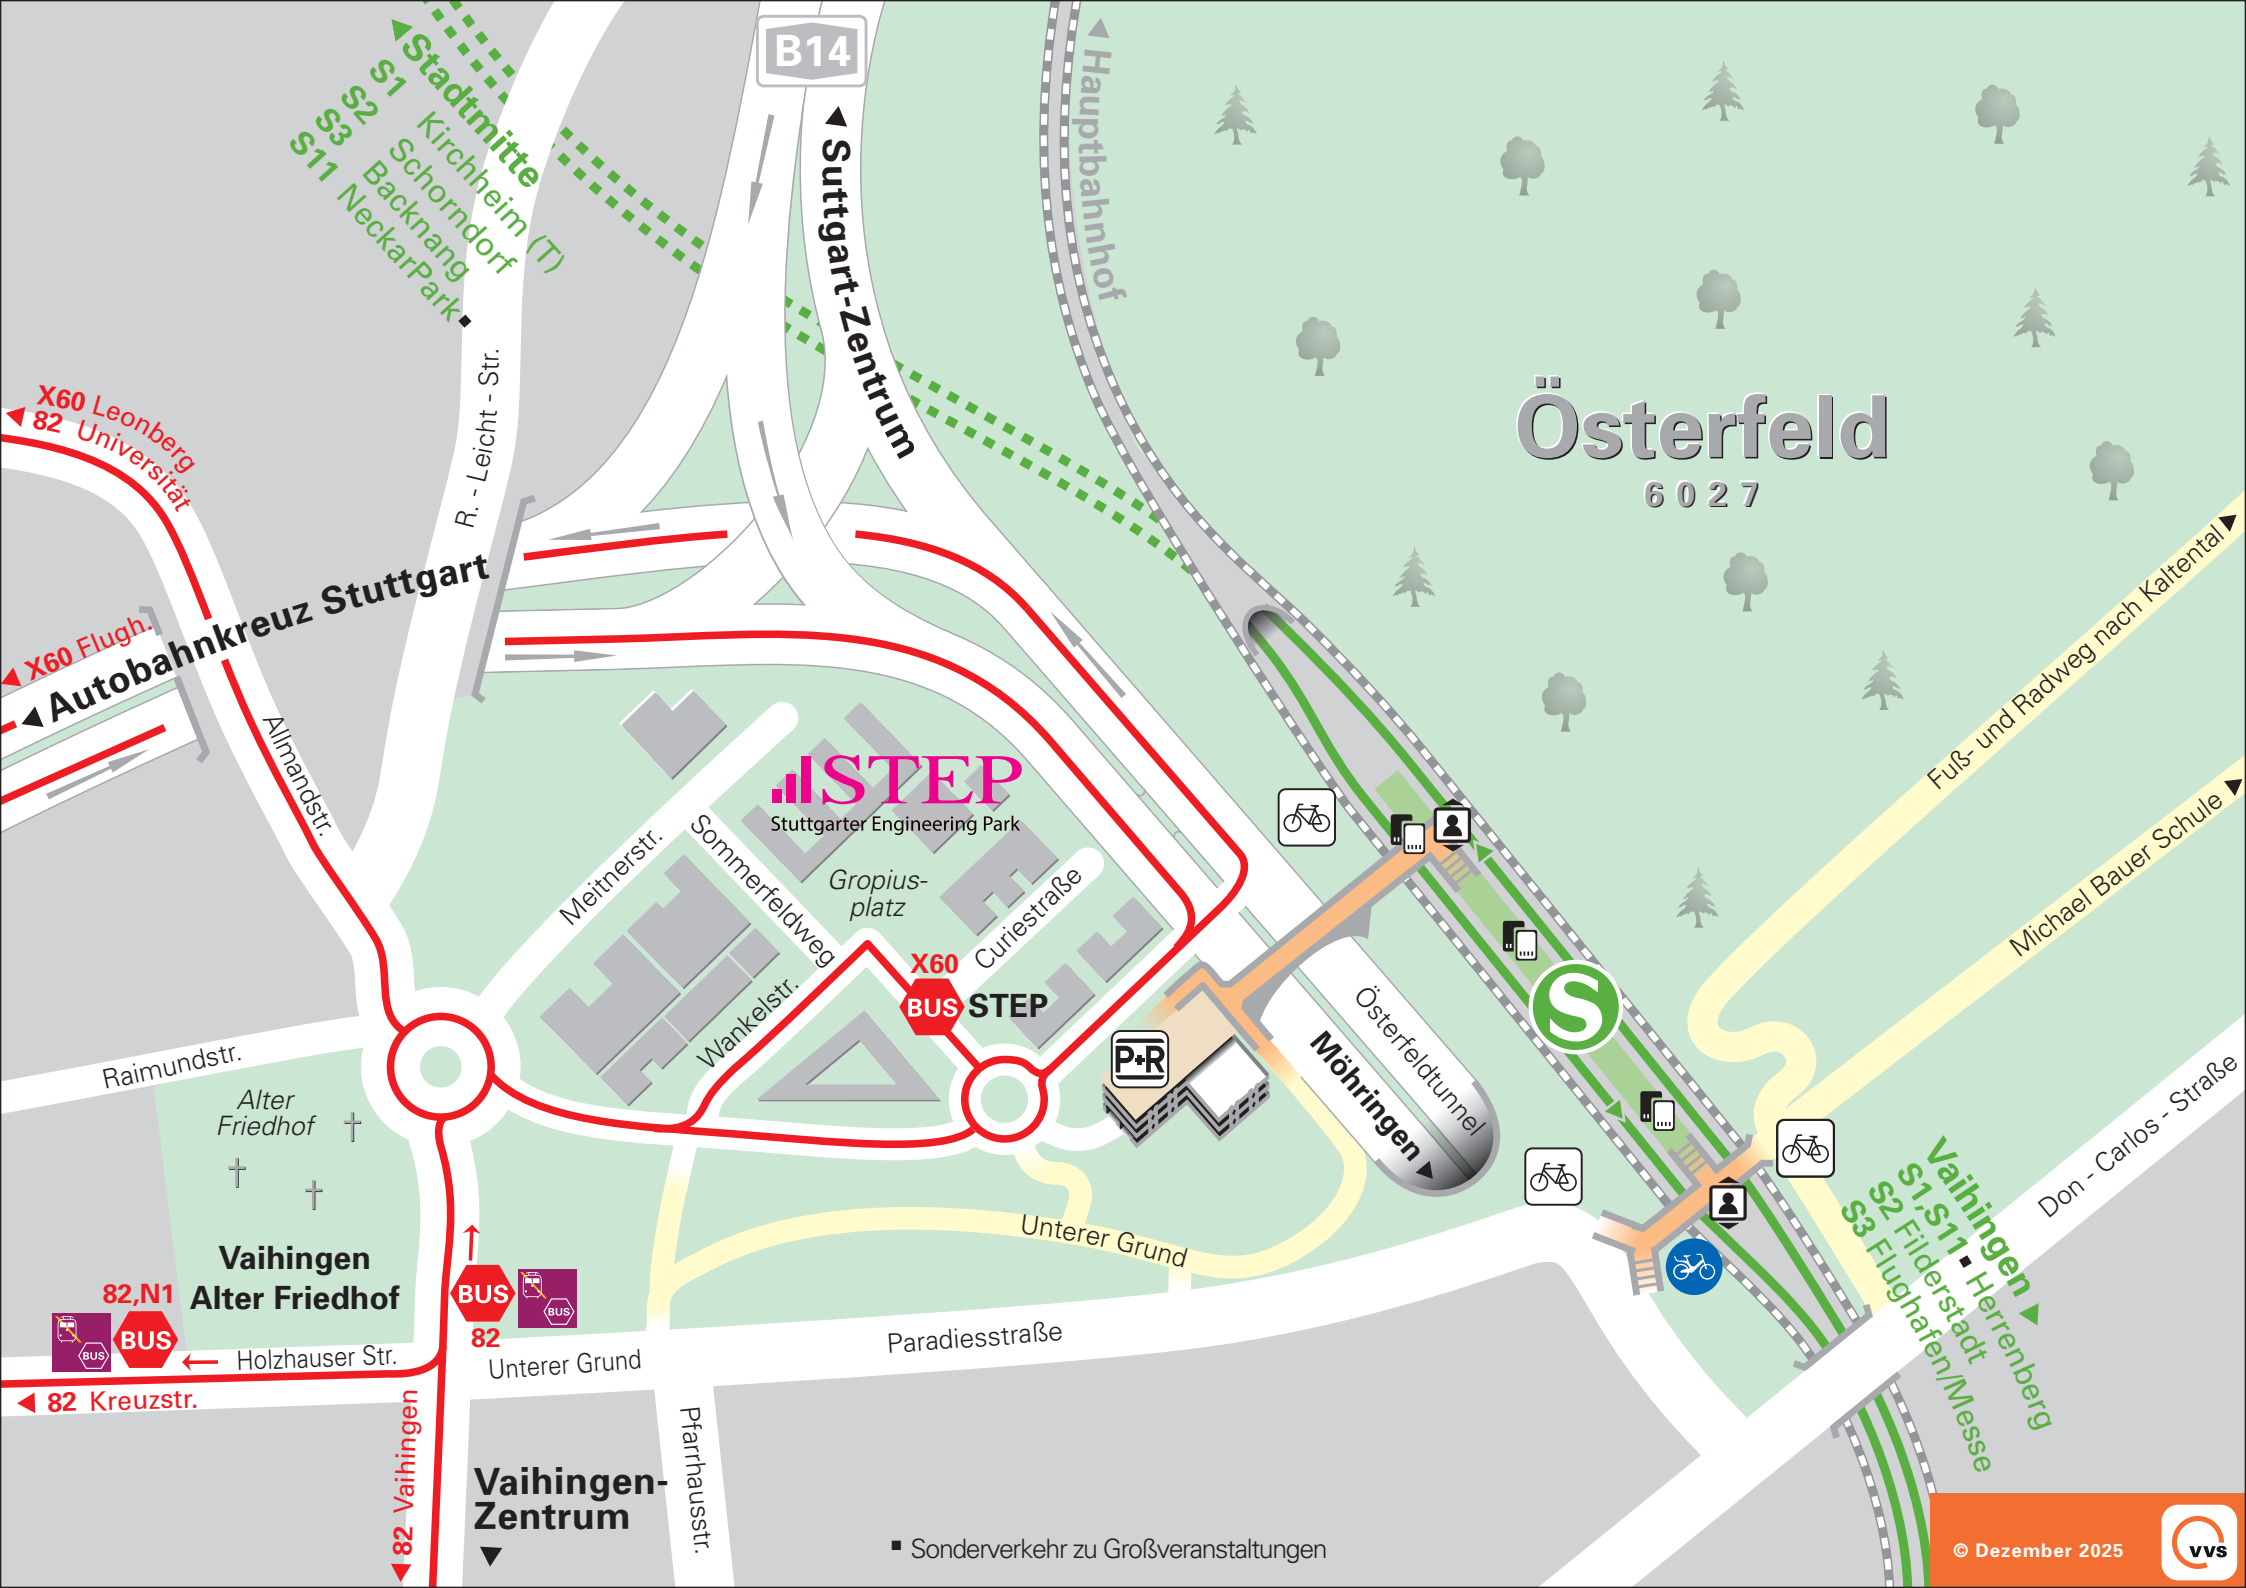 B14
Stadtmitte
S1 Kirchheim (T)
S2 Schorndorf
S3 Backnang
S11 NeckarPark
Suttgart-Zentrum
Hauptbahnhof
Österfeld
6027
R. - Leicht - Str.
X60 Leonberg
82 Universität
Autobahnkreuz Stuttgart
X60 Flugh.
Allmandstr.
Fuß- und Radweg nach Kaltental
Michael Bauer Schule
STEP
Stuttgarter Engineering Park
Meitnerstr.
Sommerfeldweg
Gropius-
platz
Curiestraße
Wankelstr.
X60
BUS STEP
P+R
Österfeldtunnel
Möhringen
S
Raimundstr.
Alter
Friedhof
Don - Carlos - Straße
Vaihingen
S1,S11 Herrenberg
S2 Filderstadt
S3 Flughafen/Messe
Unterer Grund
Vaihingen
Alter Friedhof
82,N1
BUS
BUS
BUS
BUS
82
Holzhauser Str.
82 Kreuzstr.
Unterer Grund
Paradiesstraße
82 Vaihingen
Pfarrhausstr.
Vaihingen-
Zentrum
Sonderverkehr zu Großveranstaltungen
© Dezember 2025
vvs